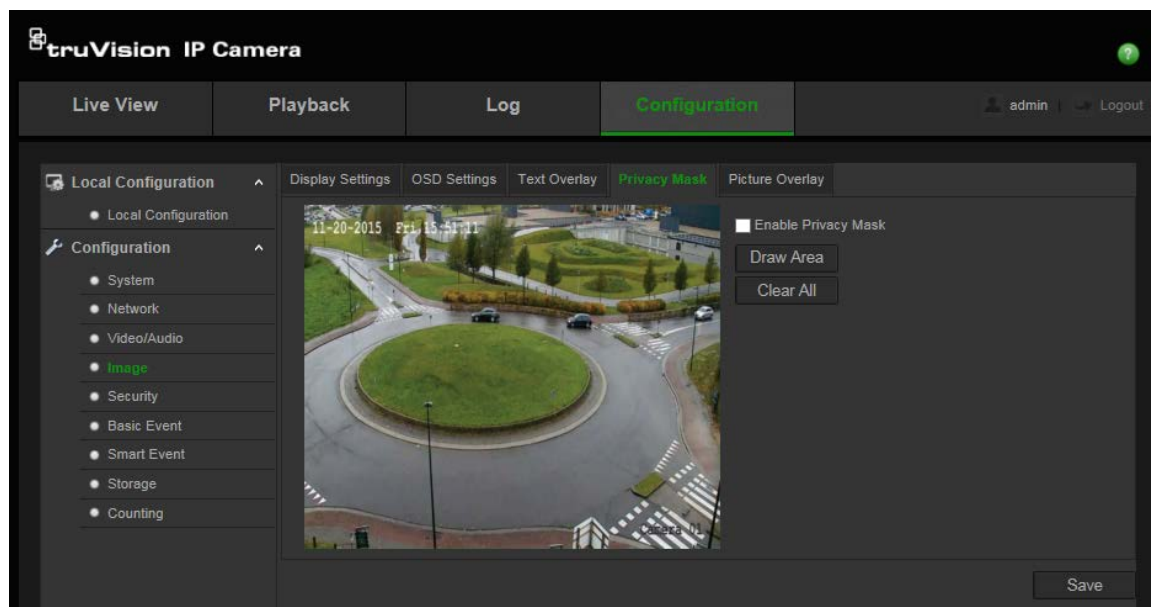 truVision IP Camera
?
Live View Playback Log Configuration admin | Logout
Local Configuration
Local Configuration
Configuration
System
Network
Video/Audio
Image
Security
Basic Event
Smart Event
Storage
Counting
Display Settings OSD Settings Text Overlay Privacy Mask Picture Overlay
11-20-2015 Fri 15:51:11
Camera 01
Enable Privacy Mask
Draw Area
Clear All
Save